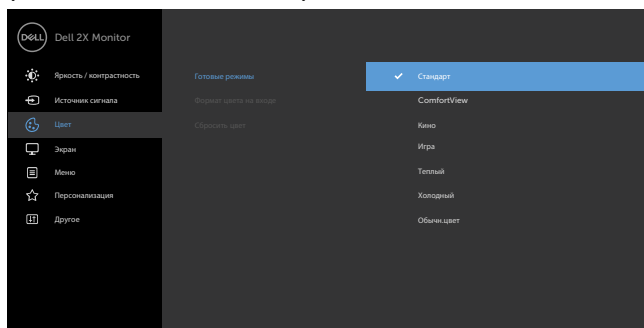 DELL Dell 2X Monitor
Яркость / контрастность
Источник сигнала
Цвет
Экран
Меню
Персонализация
Другое
Готовые режимы
Формат цвета на входе
Сбросить цвет
Стандарт
ComfortView
Кино
Игра
Теплый
Холодный
Обычн.цвет